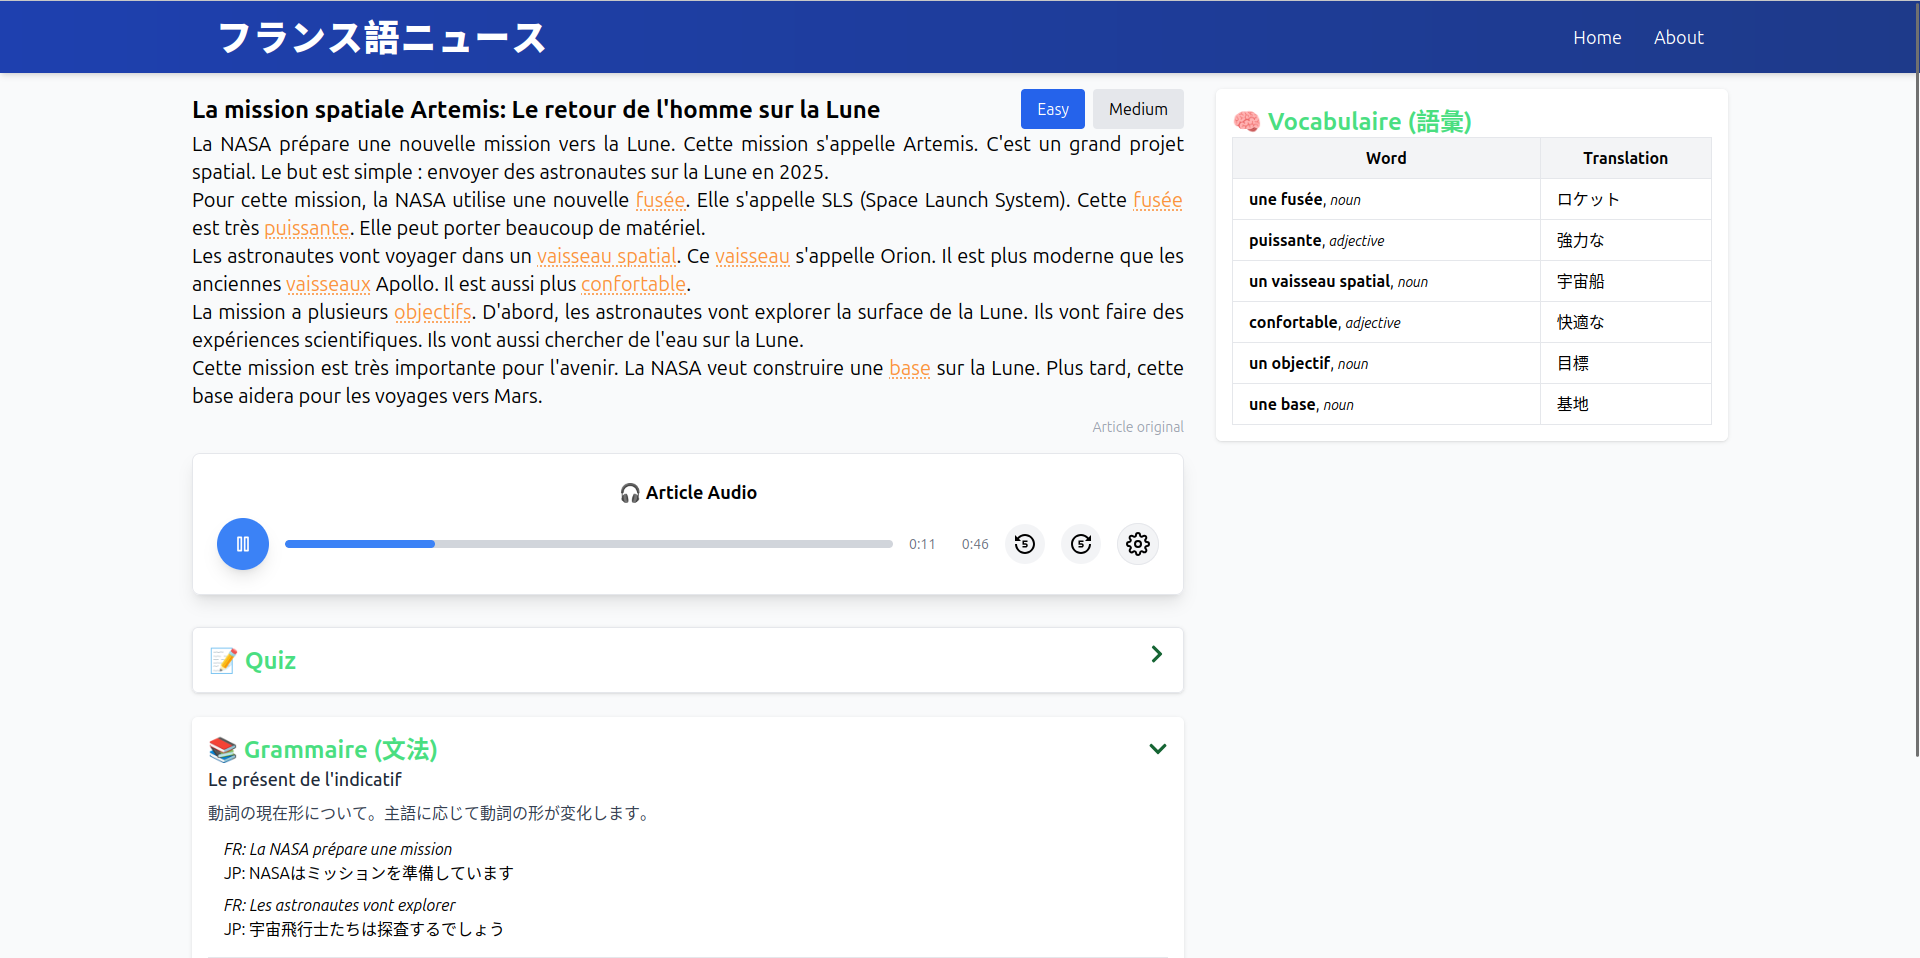 フランス語ニュース
Home About
La mission spatiale Artemis: Le retour de l'homme sur la Lune
Easy Medium
La NASA prépare une nouvelle mission vers la Lune. Cette mission s'appelle Artemis. C'est un grand projet
spatial. Le but est simple : envoyer des astronautes sur la Lune en 2025.
Pour cette mission, la NASA utilise une nouvelle fusée. Elle s'appelle SLS (Space Launch System). Cette fusée
est très puissante. Elle peut porter beaucoup de matériel.
Les astronautes vont voyager dans un vaisseau spatial. Ce vaisseau s'appelle Orion. Il est plus moderne que les
anciennes vaisseaux Apollo. Il est aussi plus confortable.
La mission a plusieurs objectifs. D'abord, les astronautes vont explorer la surface de la Lune. Ils vont faire des
expériences scientifiques. Ils vont aussi chercher de l'eau sur la Lune.
Cette mission est très importante pour l'avenir. La NASA veut construire une base sur la Lune. Plus tard, cette
base aidera pour les voyages vers Mars.
Article original
🎧 Article Audio
0:11 0:46 5 5
📝 Quiz
📚 Grammaire (文法)
Le présent de l'indicatif
動詞の現在形について。主語に応じて動詞の形が変化します。
FR: La NASA prépare une mission
JP: NASAはミッションを準備しています
FR: Les astronautes vont explorer
JP: 宇宙飛行士たちは探査するでしょう
🧠 Vocabulaire (語彙)
Word Translation
une fusée, noun ロケット
puissante, adjective 強力な
un vaisseau spatial, noun 宇宙船
confortable, adjective 快適な
un objectif, noun 目標
une base, noun 基地